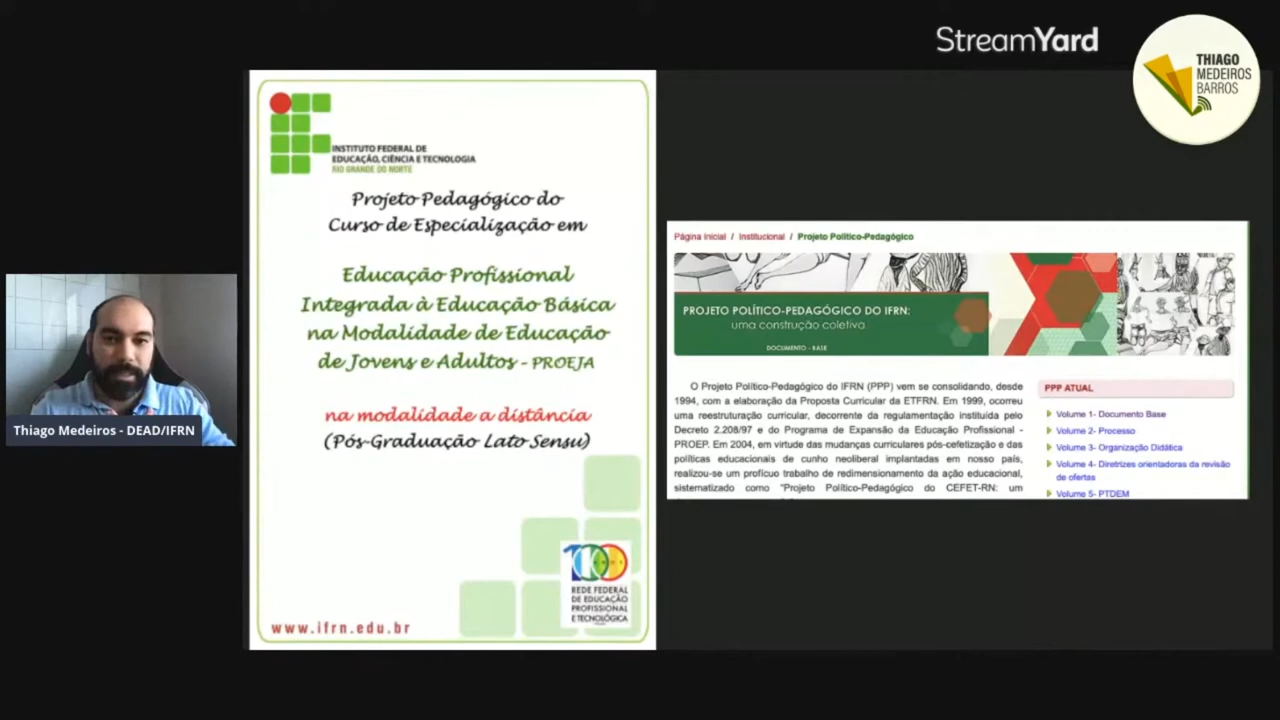 StreamYard
THIAGO
MEDEIROS
BARROS
INSTITUTO FEDERAL DE
EDUCAÇÃO, CIÊNCIA E TECNOLOGIA
RIO GRANDE DO NORTE
Projeto Pedagógico do
Curso de Especialização em
Educação Profissional
Integrada à Educação Básica
na Modalidade de Educação
de Jovens e Adultos - PROEJA
na modalidade a distância
(Pós-Graduação Lato Sensu)
100
REDE FEDERAL
DE EDUCAÇÃO
PROFISSIONAL
E TECNOLÓGICA
www.ifrn.edu.br
Página Inicial / Institucional / Projeto Político-Pedagógico
PROJETO POLÍTICO-PEDAGÓGICO DO IFRN:
uma construção coletiva
DOCUMENTO - BASE
O Projeto Político-Pedagógico do IFRN (PPP) vem se consolidando, desde
1994, com a elaboração da Proposta Curricular da ETFRN. Em 1999, ocorreu
uma reestruturação curricular, decorrente da regulamentação instituída pelo
Decreto 2.208/97 e do Programa de Expansão da Educação Profissional -
PROEP. Em 2004, em virtude das mudanças curriculares pós-cefetização e das
políticas educacionais de cunho neoliberal implantadas em nosso país,
realizou-se um profícuo trabalho de redimensionamento da ação educacional,
sistematizado como "Projeto Político-Pedagógico do CEFET-RN: um
PPP ATUAL
Volume 1- Documento Base
Volume 2- Processo
Volume 3- Organização Didática
Volume 4- Diretrizes orientadoras da revisão
de ofertas
Volume 5- PTDEM
Thiago Medeiros - DEAD/IFRN